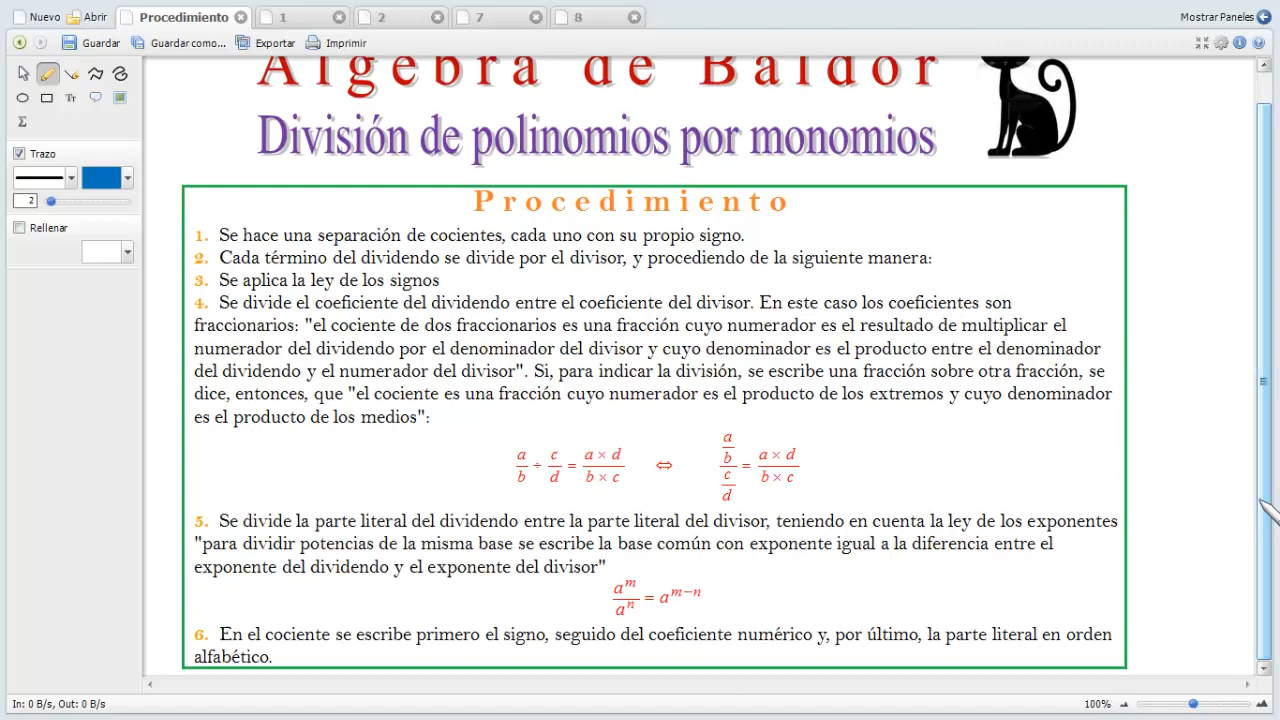 Nuevo Abrir Procedimiento 1 2 7 8 Mostrar Paneles
Guardar Guardar como... Exportar Imprimir
Álgebra de Baldor
División de polinomios por monomios
Tr
Σ
Trazo
2
Rellenar
Procedimiento
1. Se hace una separación de cocientes, cada uno con su propio signo.
2. Cada término del dividendo se divide por el divisor, y procediendo de la siguiente manera:
3. Se aplica la ley de los signos
4. Se divide el coeficiente del dividendo entre el coeficiente del divisor. En este caso los coeficientes son
fraccionarios: "el cociente de dos fraccionarios es una fracción cuyo numerador es el resultado de multiplicar el
numerador del dividendo por el denominador del divisor y cuyo denominador es el producto entre el denominador
del dividendo y el numerador del divisor". Si, para indicar la división, se escribe una fracción sobre otra fracción, se
dice, entonces, que "el cociente es una fracción cuyo numerador es el producto de los extremos y cuyo denominador
es el producto de los medios":
a/b ÷ c/d = (a × d)/(b × c) ⇔ (a/b)/(c/d) = (a × d)/(b × c)
5. Se divide la parte literal del dividendo entre la parte literal del divisor, teniendo en cuenta la ley de los exponentes
"para dividir potencias de la misma base se escribe la base común con exponente igual a la diferencia entre el
exponente del dividendo y el exponente del divisor"
a^m/a^n = a^(m−n)
6. En el cociente se escribe primero el signo, seguido del coeficiente numérico y, por último, la parte literal en orden
alfabético.
In: 0 B/s, Out: 0 B/s 100%